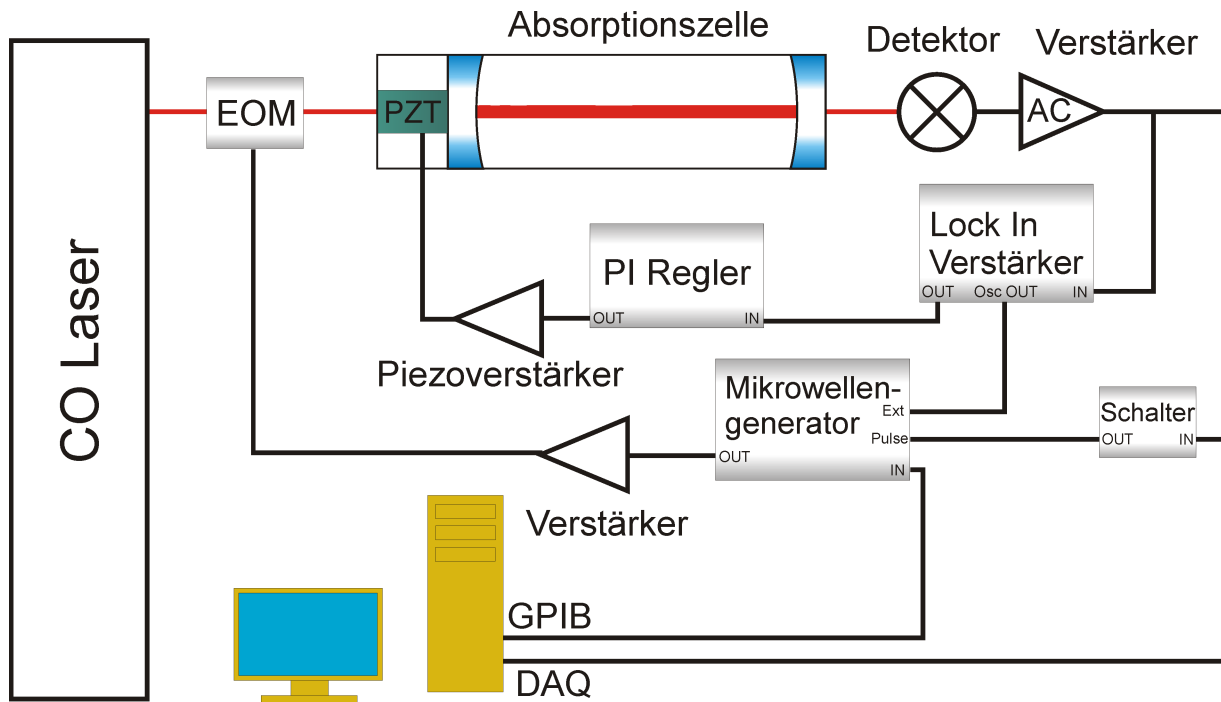 Absorptionszelle
Detektor
Verstärker
EOM
PZT
AC
CO Laser
PI Regler
OUT
IN
Lock In
Verstärker
OUT
Osc OUT
IN
Piezoverstärker
Mikrowellen-
generator
Ext
Pulse
OUT
IN
Schalter
OUT
IN
Verstärker
GPIB
DAQ